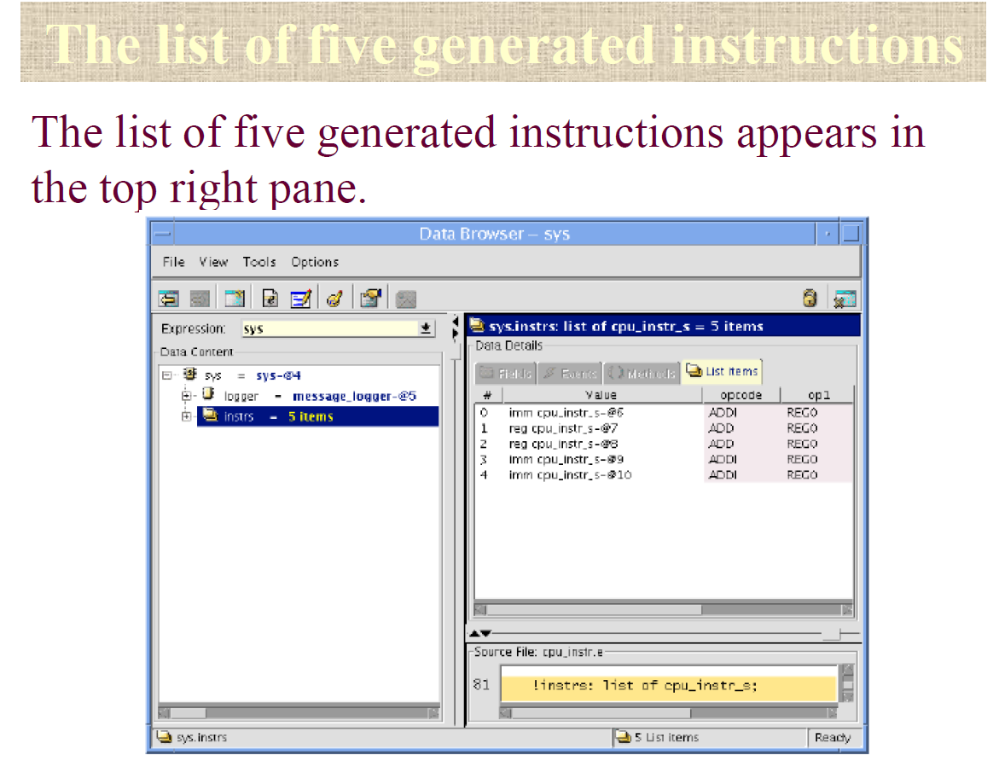 The list of five generated instructions
The list of five generated instructions appears in
the top right pane.
Data Browser – sys
File View Tools Options
Expression: sys
Data Content
sys = sys-@4
logger = message_logger-@5
instrs = 5 items
sys.instrs: list of cpu_instr_s = 5 items
Data Details
Fields Events Methods List Items
# Value opcode op1
0 imm cpu_instr_s-@6 ADDI REG0
1 reg cpu_instr_s-@7 ADD REG0
2 reg cpu_instr_s-@8 ADD REG0
3 imm cpu_instr_s-@9 ADDI REG0
4 imm cpu_instr_s-@10 ADDI REG0
Source File: cpu_instr.e
81 !instrs: list of cpu_instr_s;
sys.instrs
5 List items
Ready